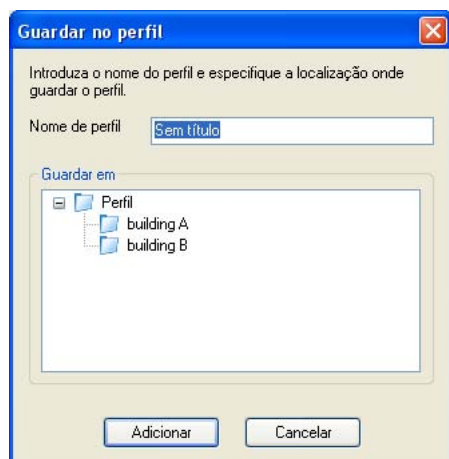 Guardar no perfil
Introduza o nome do perfil e especifique a localização onde
guardar o perfil.
Nome de perfil Sem título
Guardar em
Perfil
building A
building B
Adicionar Cancelar